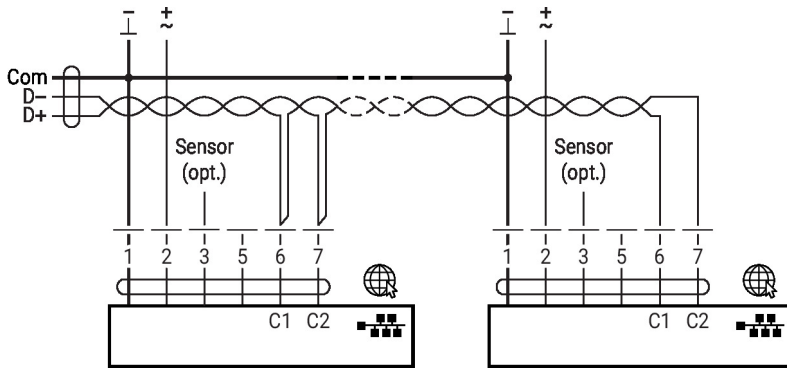 – + ~ – + ~
Com
D–
D+
Sensor Sensor
(opt.) (opt.)
1 2 3 5 6 7 1 2 3 5 6 7
C1 C2 C1 C2